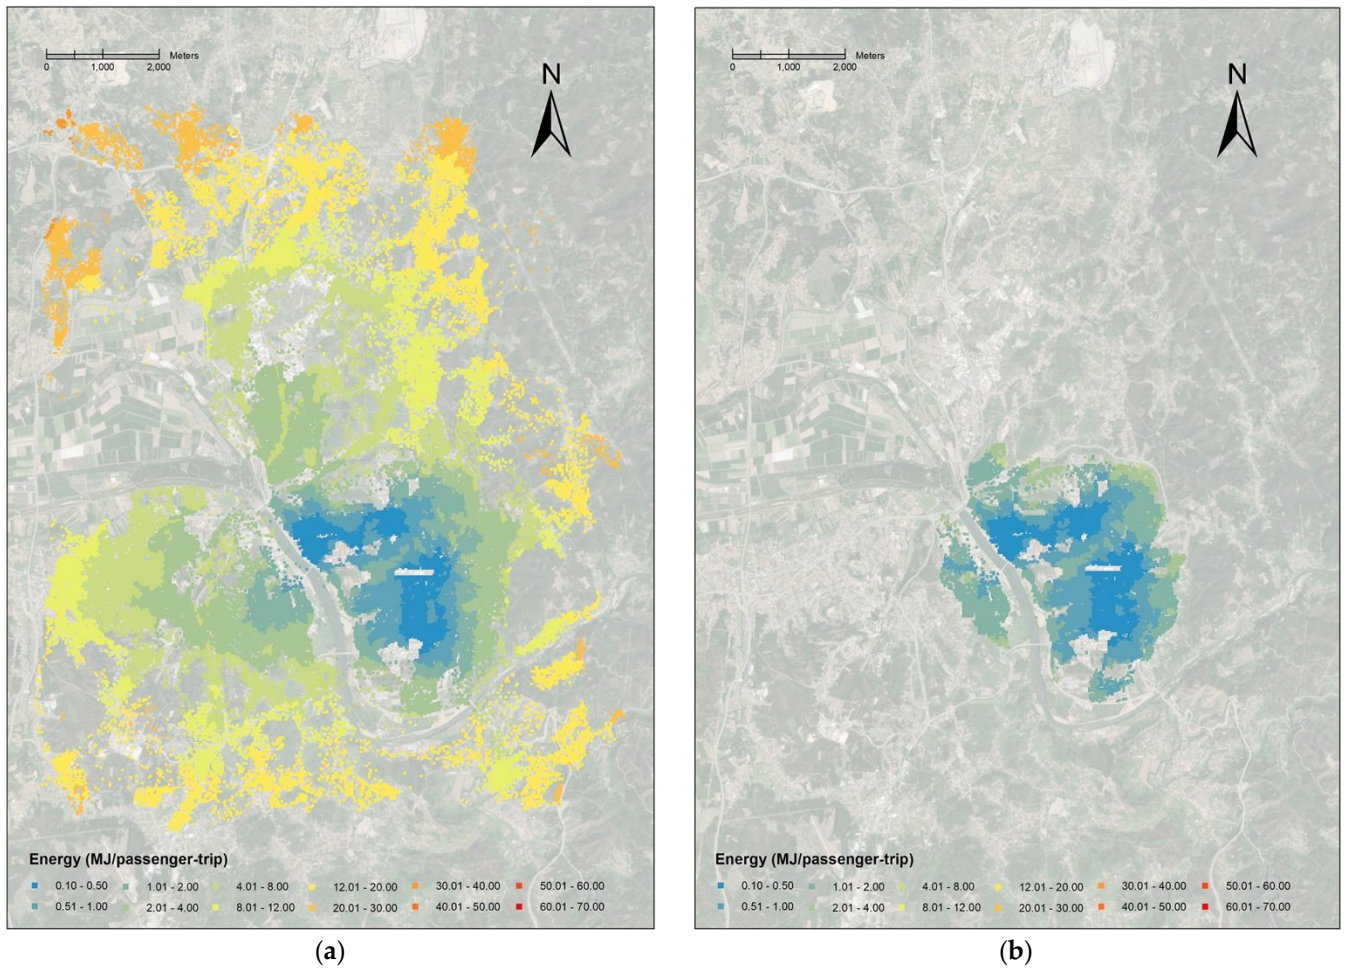 Meters
0 1,000 2,000
N
Energy (MJ/passenger-trip)
0.10 - 0.50 1.01 - 2.00 4.01 - 8.00 12.01 - 20.00 30.01 - 40.00 50.01 - 60.00
0.51 - 1.00 2.01 - 4.00 8.01 - 12.00 20.01 - 30.00 40.01 - 50.00 60.01 - 70.00
(a)
Meters
0 1,000 2,000
N
Energy (MJ/passenger-trip)
0.10 - 0.50 1.01 - 2.00 4.01 - 8.00 12.01 - 20.00 30.01 - 40.00 50.01 - 60.00
0.51 - 1.00 2.01 - 4.00 8.01 - 12.00 20.01 - 30.00 40.01 - 50.00 60.01 - 70.00
(b)